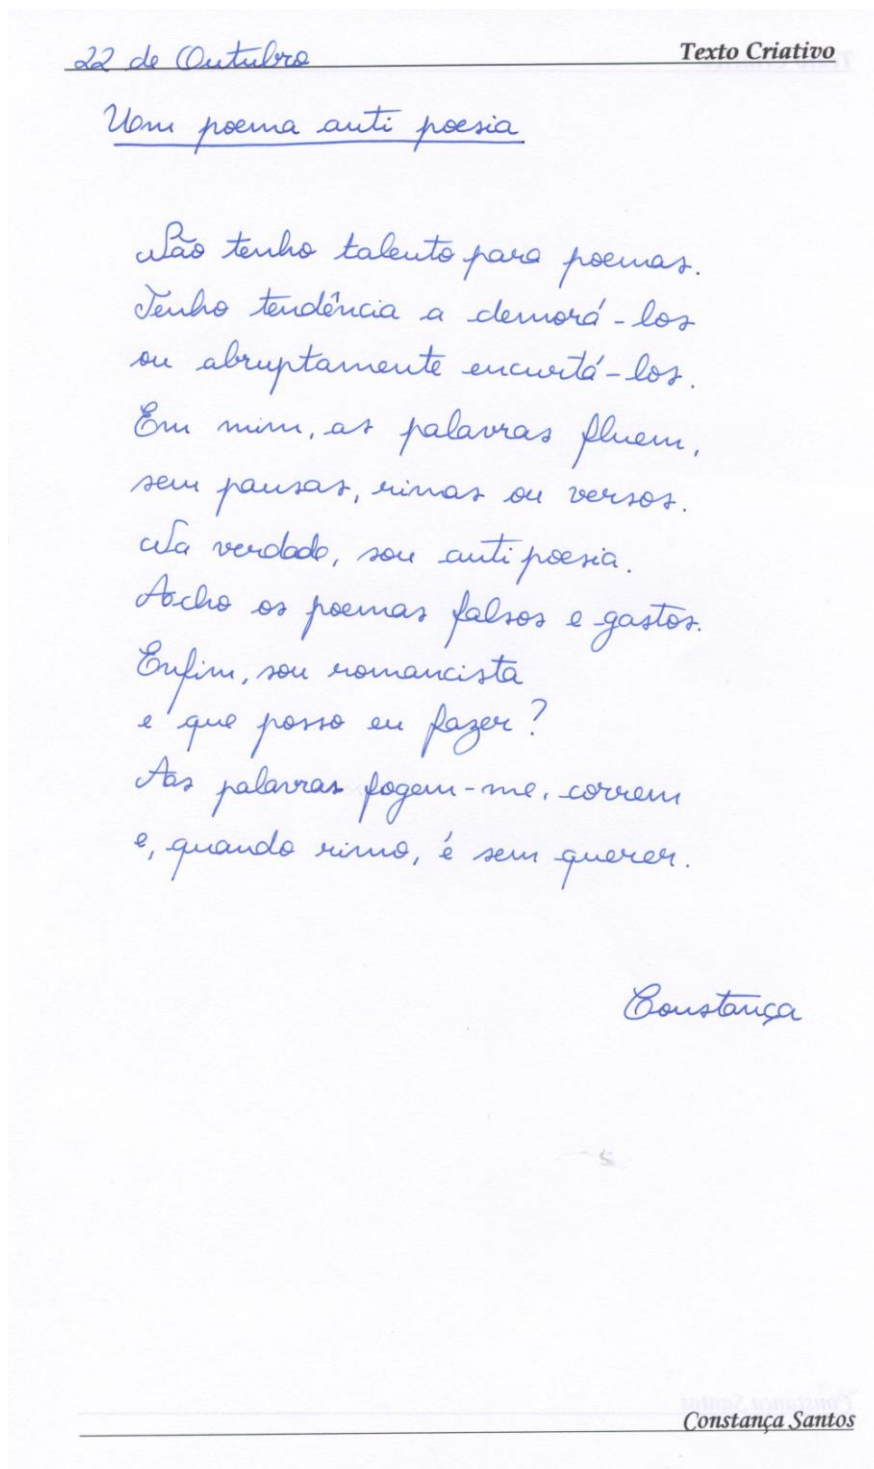 22 de Outubro
Texto Criativo
Um poema anti poesia
Não tenho talento para poemas.
Tenho tendência a demorá-los
ou abruptamente encurtá-los.
Em mim, as palavras fluem,
sem pausas, rimas ou versos.
Na verdade, sou anti poesia.
Acho os poemas falsos e gastos.
Enfim, sou romancista
e que posso eu fazer?
As palavras fogem-me, correm
e, quando rimo, é sem querer.
Constança
Constança Santos